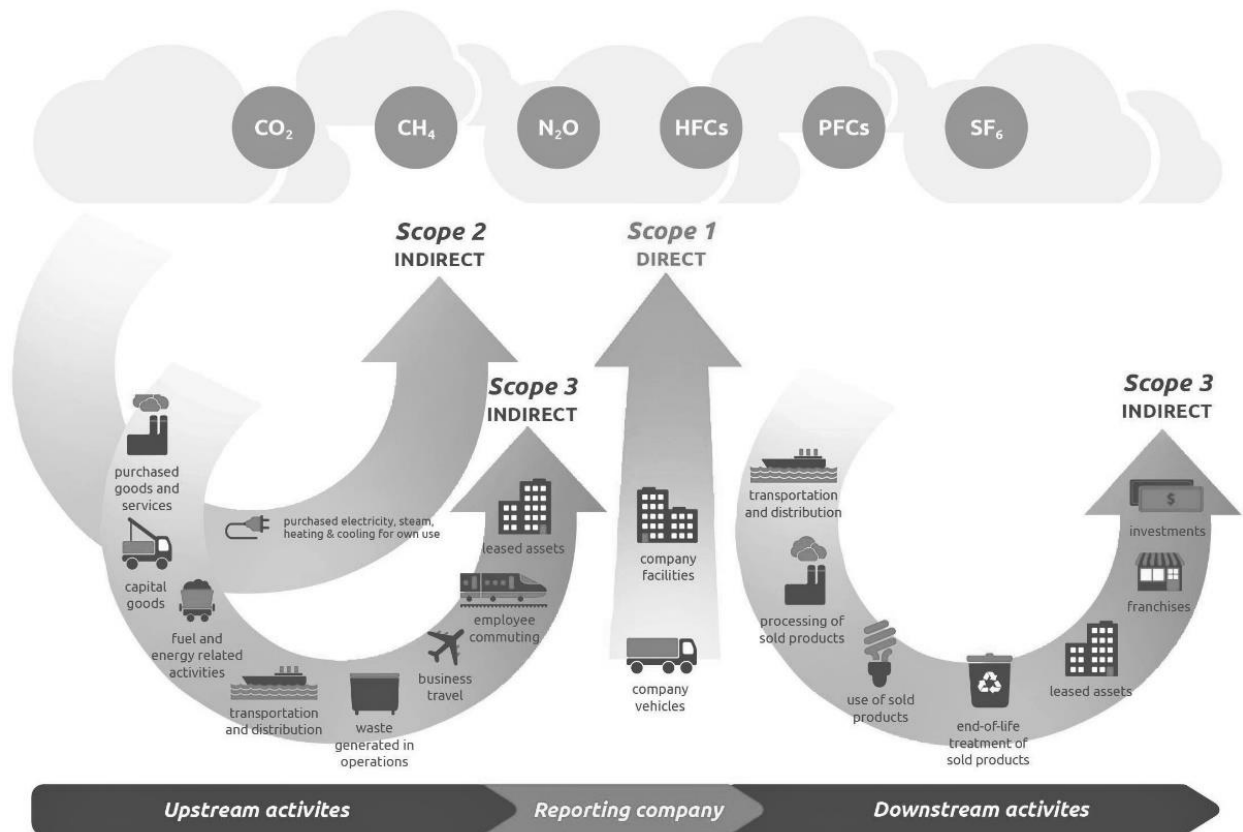 CO₂
CH₄
N₂O
HFCs
PFCs
SF₆
Scope 2
INDIRECT
Scope 1
DIRECT
Scope 3
INDIRECT
Scope 3
INDIRECT
purchased
goods and
services
capital
goods
fuel and
energy related
activities
purchased electricity, steam,
heating & cooling for own use
transportation
and distribution
waste
generated in
operations
business
travel
employee
commuting
leased assets
company
facilities
company
vehicles
transportation
and distribution
processing of
sold products
use of sold
products
end-of-life
treatment of
sold products
leased assets
franchises
$
investments
Upstream activites
Reporting company
Downstream activites